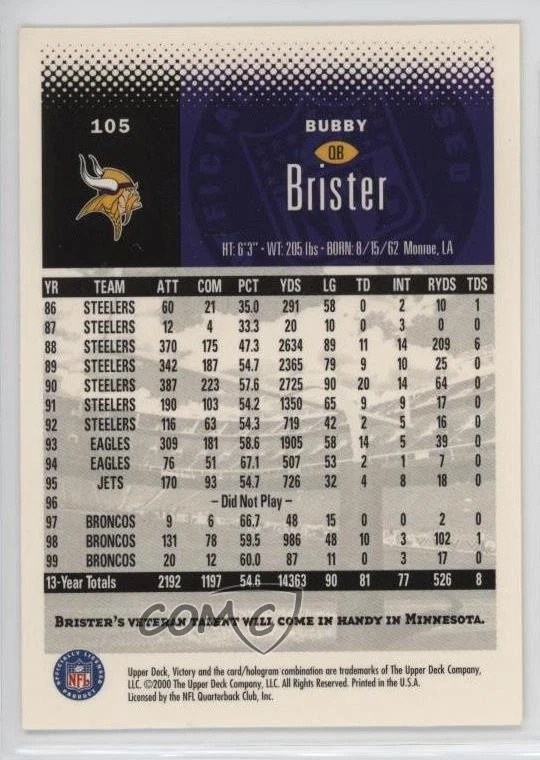 105
BUBBY
QB
Brister
HT: 6'3" • WT: 205 lbs • BORN: 8/15/62 Monroe, LA
YR TEAM ATT COM PCT YDS LG TD INT RYDS TDS
86 STEELERS 60 21 35.0 291 58 0 2 10 1
87 STEELERS 12 4 33.3 20 10 0 3 0 0
88 STEELERS 370 175 47.3 2634 89 11 14 209 6
89 STEELERS 342 187 54.7 2365 79 9 10 25 0
90 STEELERS 387 223 57.6 2725 90 20 14 64 0
91 STEELERS 190 103 54.2 1350 65 9 9 17 0
92 STEELERS 116 63 54.3 719 42 2 5 16 0
93 EAGLES 309 181 58.6 1905 58 14 5 39 0
94 EAGLES 76 51 67.1 507 53 2 1 7 0
95 JETS 170 93 54.7 726 32 4 8 18 0
96 – Did Not Play –
97 BRONCOS 9 6 66.7 48 15 0 0 2 0
98 BRONCOS 131 78 59.5 986 48 10 3 102 1
99 BRONCOS 20 12 60.0 87 11 0 3 17 0
13-Year Totals 2192 1197 54.6 14363 90 81 77 526 8
BRISTER'S VETERAN TALENT WILL COME IN HANDY IN MINNESOTA.
COMC
OFFICIALLY LICENSED
NFL
PRODUCT
Upper Deck, Victory and the card/hologram combination are trademarks of The Upper Deck Company,
LLC. ©2000 The Upper Deck Company, LLC. All Rights Reserved. Printed in the U.S.A.
Licensed by the NFL Quarterback Club, Inc.